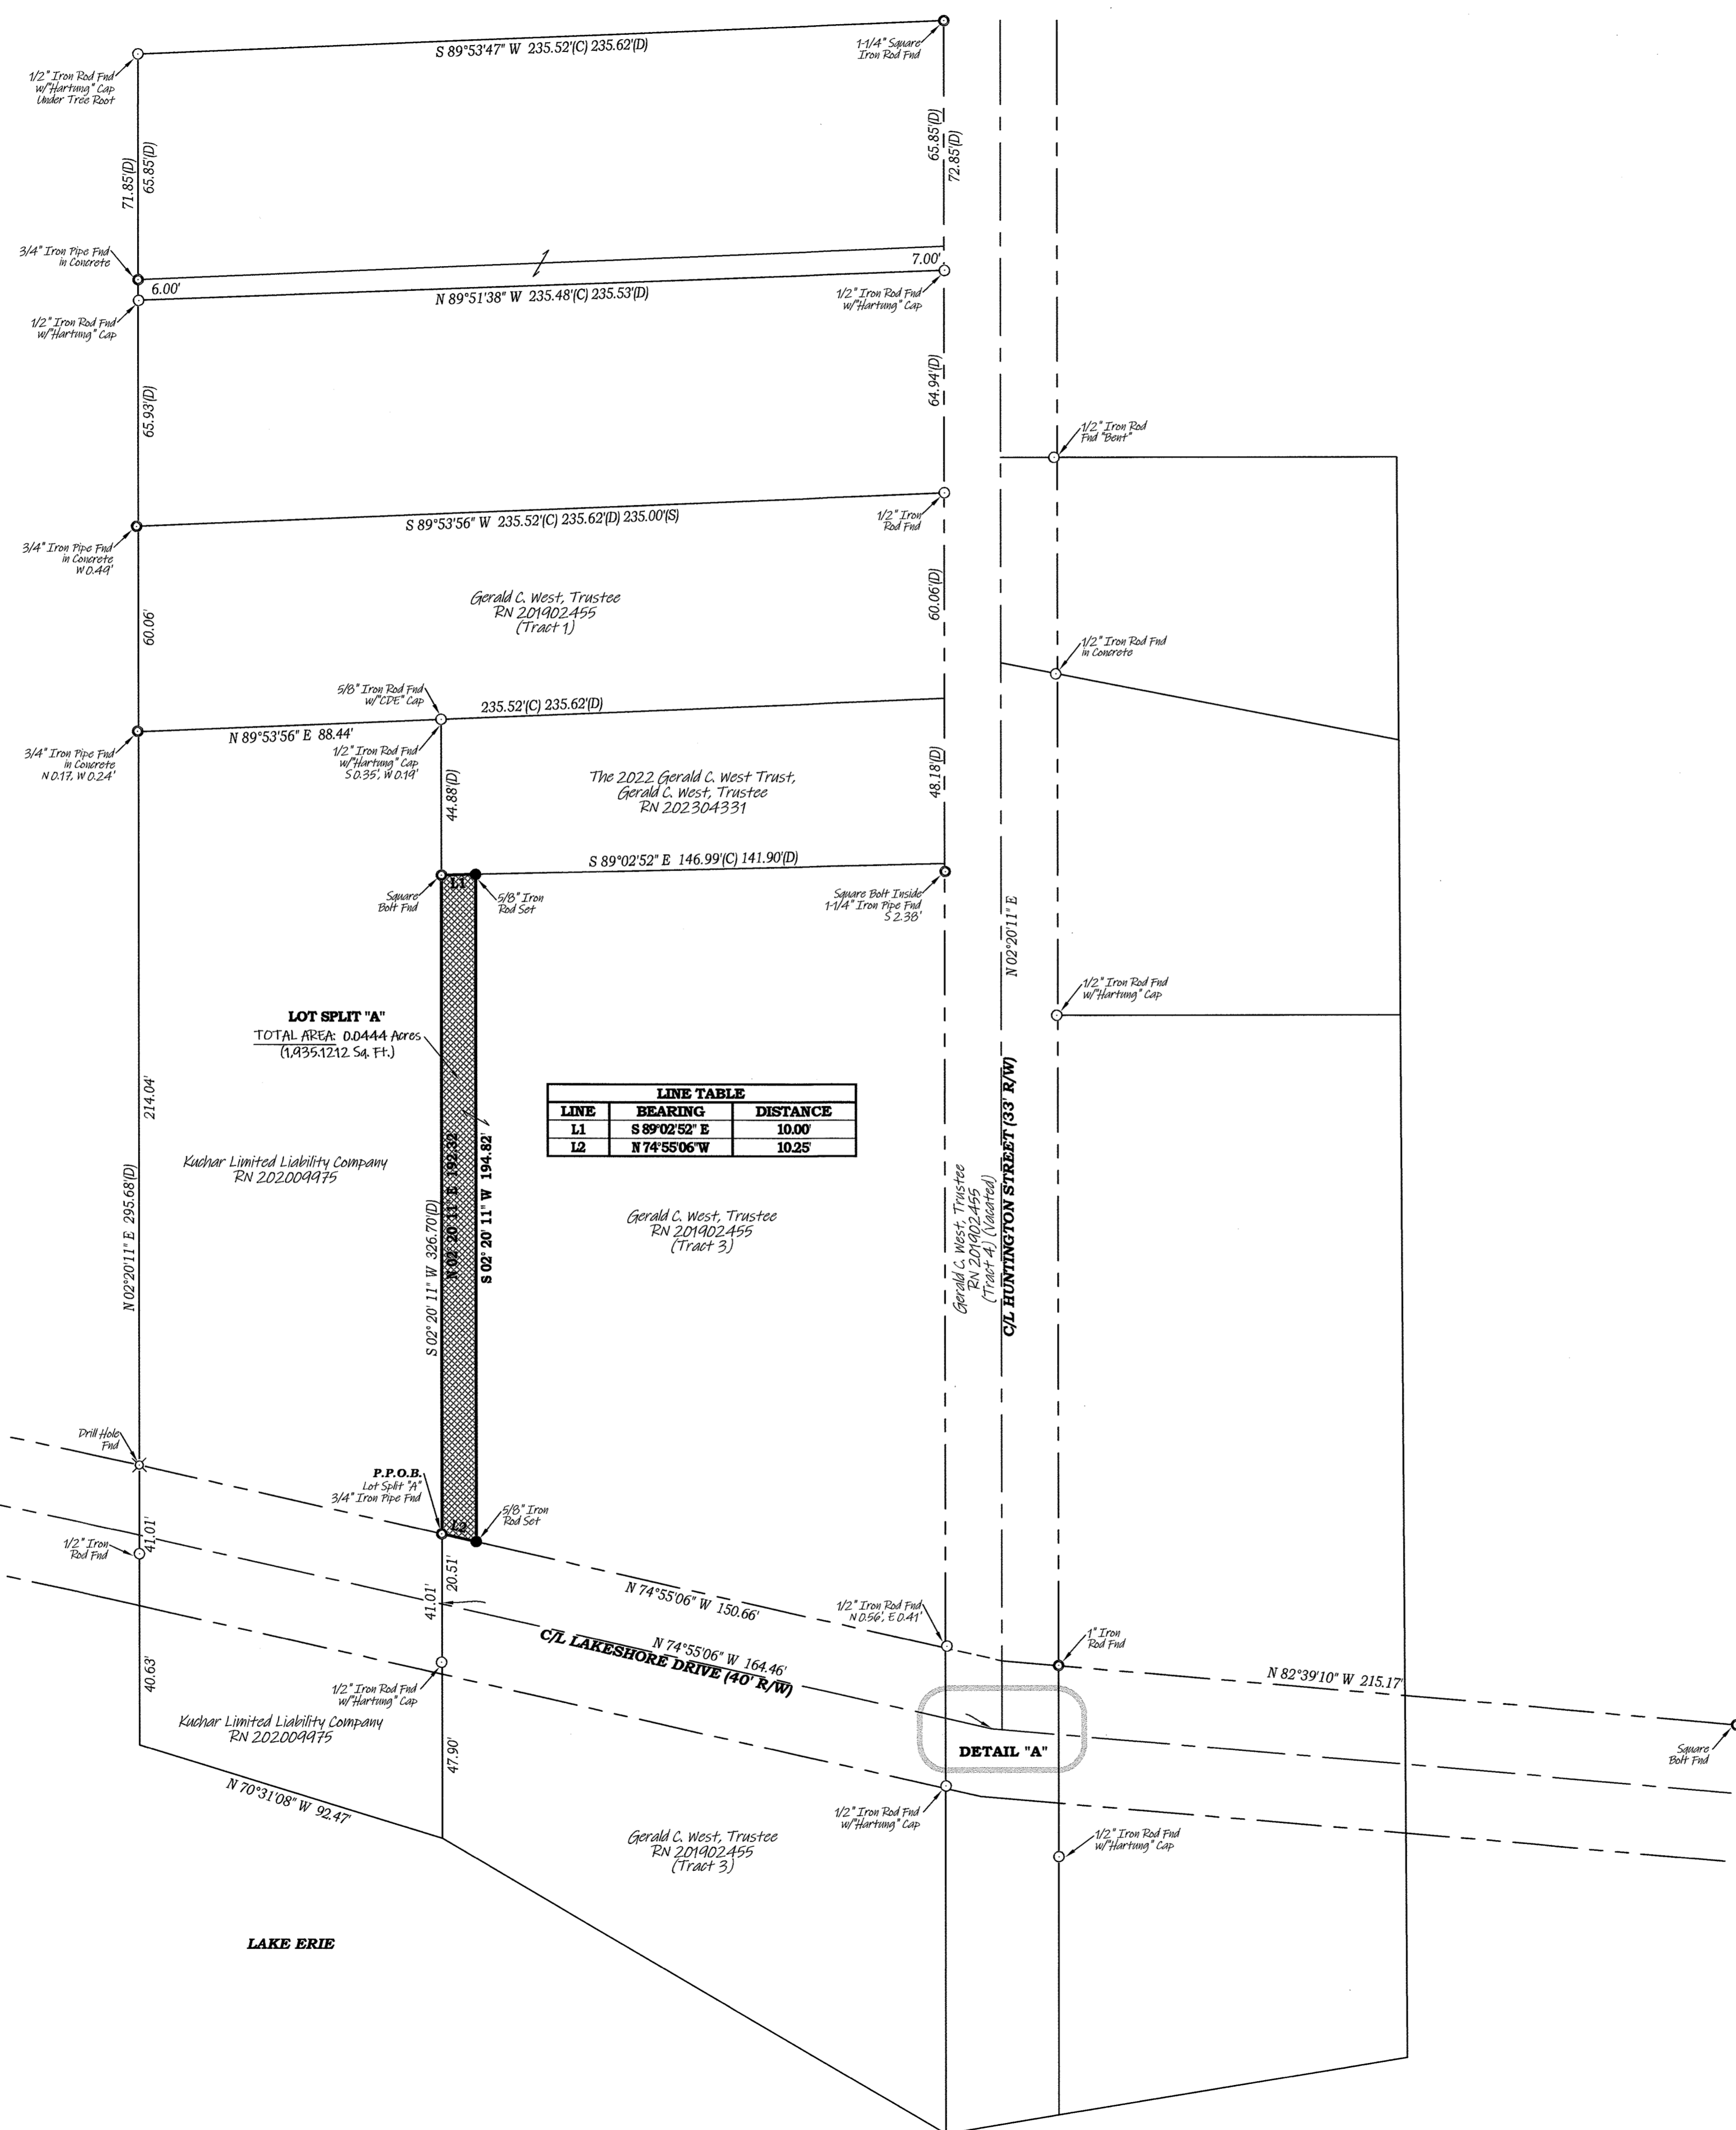 S 89°53'47" W 235.52'(C) 235.62'(D)
1-1/4" Square
Iron Rod Fnd
1/2" Iron Rod Fnd
w/"Hartung" Cap
Under Tree Root
71.85'(D)
65.85'(D)
65.85'(D)
72.85'(D)
3/4" Iron Pipe Fnd
in Concrete
6.00'
7.00'
N 89°51'38" W 235.48'(C) 235.53'(D)
1/2" Iron Rod Fnd
w/"Hartung" Cap
1/2" Iron Rod Fnd
w/"Hartung" Cap
65.93'(D)
64.94'(D)
1/2" Iron Rod
Fnd "Bent"
S 89°53'56" W 235.52'(C) 235.62'(D) 235.00'(S)
1/2" Iron
Rod Fnd
3/4" Iron Pipe Fnd
in Concrete
W 0.49'
Gerald C. West, Trustee
RN 201902455
(Tract 1)
60.06'
60.06'(D)
1/2" Iron Rod Fnd
in Concrete
5/8" Iron Rod Fnd
w/"CDE" Cap
235.52'(C) 235.62'(D)
N 89°53'56" E 88.44'
3/4" Iron Pipe Fnd
in Concrete
N 0.17, W 0.24'
1/2" Iron Rod Fnd
w/"Hartung" Cap
S 0.35', W 0.19'
44.88'(D)
The 2022 Gerald C. West Trust,
Gerald C. West, Trustee
RN 202304331
48.18'(D)
S 89°02'52" E 146.99'(C) 141.90'(D)
L1
Square
Bolt Fnd
5/8" Iron
Rod Set
Square Bolt Inside
1-1/4" Iron Pipe Fnd
S 2.38'
N 02°20'11" E
1/2" Iron Rod Fnd
w/"Hartung" Cap
LOT SPLIT "A"
TOTAL AREA: 0.0444 Acres
(1,935.1212 Sq. Ft.)
LINE TABLE
LINE BEARING DISTANCE
L1 S 89°02'52" E 10.00'
L2 N 74°55'06"W 10.25'
214.04'
N 02°20'11" E 295.68'(D)
Kuchar Limited Liability Company
RN 202009975
S 02° 20' 11" W 326.70'(D)
N 02° 20' 11" E 192.32'
S 02° 20' 11" W 194.82'
Gerald C. West, Trustee
RN 201902455
(Tract 3)
Gerald C. West, Trustee
RN 201902455
(Tract 4) (Vacated)
C/L HUNTINGTON STREET (33' R/W)
Drill Hole
Fnd
P.P.O.B.
Lot Split "A"
3/4" Iron Pipe Fnd
L2
5/8" Iron
Rod Set
41.01'
1/2" Iron
Rod Fnd
20.51'
41.01'
N 74°55'06" W 150.66'
1/2" Iron Rod Fnd
N 0.56', E 0.41'
1" Iron
Rod Fnd
N 74°55'06" W 164.46'
C/L LAKESHORE DRIVE (40' R/W)
N 82°39'10" W 215.17'
40.63'
1/2" Iron Rod Fnd
w/"Hartung" Cap
Kuchar Limited Liability Company
RN 202009975
47.90'
DETAIL "A"
Square
Bolt Fnd
N 70°31'08" W 92.47'
1/2" Iron Rod Fnd
w/"Hartung" Cap
1/2" Iron Rod Fnd
w/"Hartung" Cap
Gerald C. West, Trustee
RN 201902455
(Tract 3)
LAKE ERIE